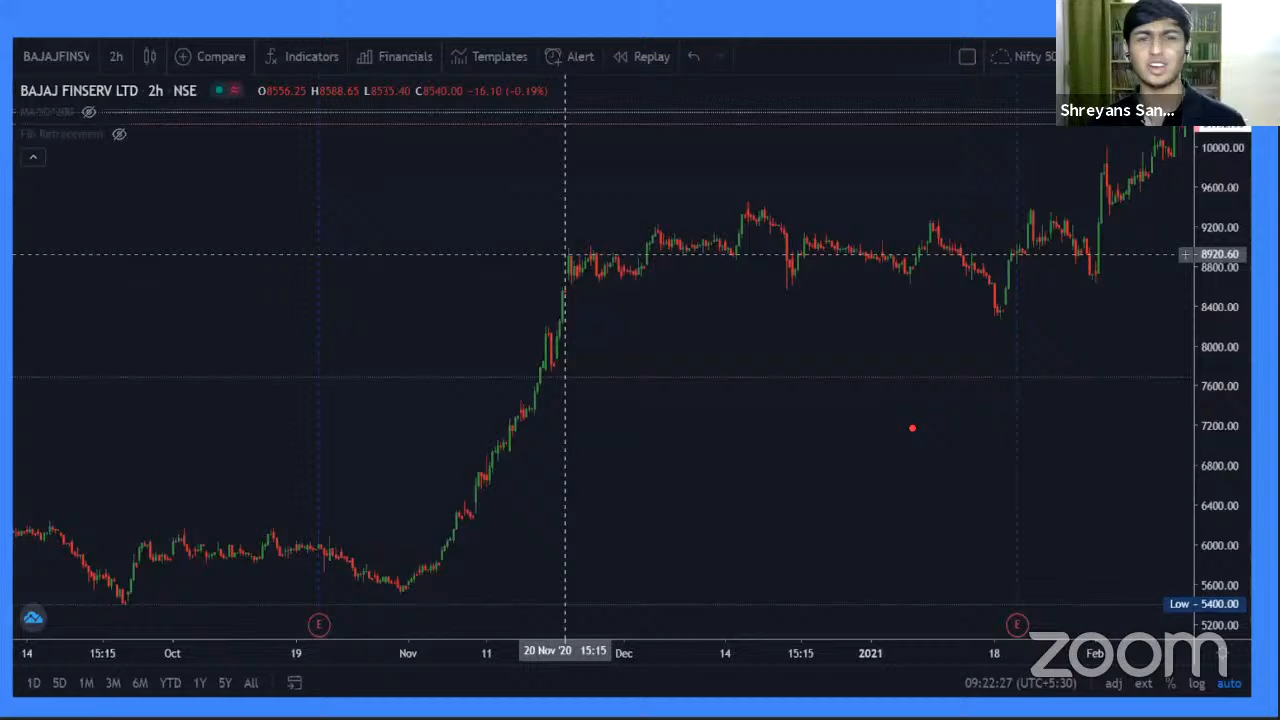 BAJAJFINSV 2h Compare Indicators Financials Templates Alert Replay Nifty 50
BAJAJ FINSERV LTD · 2h · NSE O8556.25 H8588.65 L8535.40 C8540.00 −16.10 (−0.19%)
Fib Retracement
Shreyans San...
10000.00
9600.00
9200.00
8920.60
8800.00
8400.00
8000.00
7600.00
7200.00
6800.00
6400.00
6000.00
5600.00
Low - 5400.00
5200.00
E E
14 15:15 Oct 19 Nov 11 20 Nov '20 15:15 Dec 14 15:15 2021 18 Feb
zoom
1D 5D 1M 3M 6M YTD 1Y 5Y All 09:22:27 (UTC+5:30) adj ext % log auto